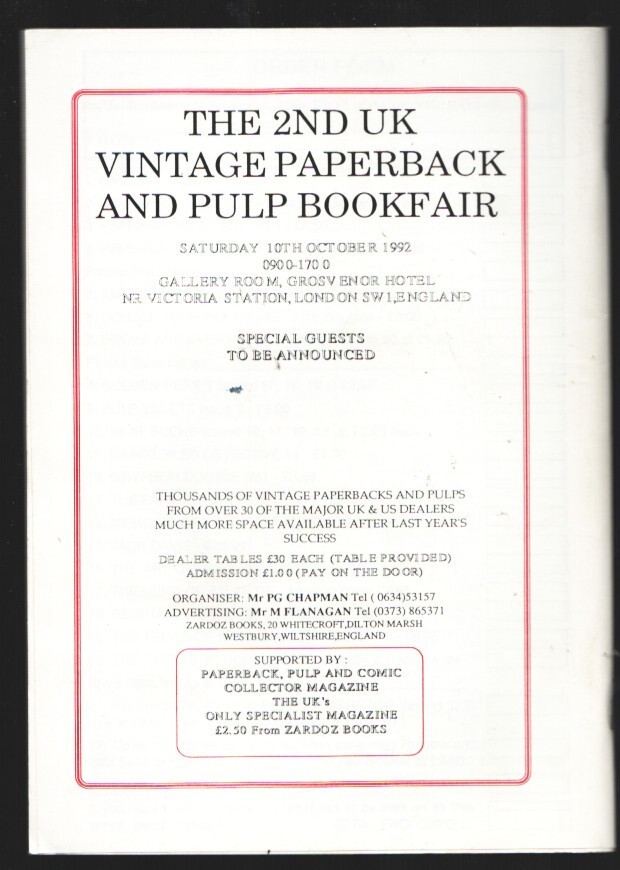 THE 2ND UK
VINTAGE PAPERBACK
AND PULP BOOKFAIR
SATURDAY 10TH OCTOBER 1992
0900-1700
GALLERY ROOM, GROSVENOR HOTEL
NR VICTORIA STATION, LONDON SW1,ENGLAND
SPECIAL GUESTS
TO BE ANNOUNCED
THOUSANDS OF VINTAGE PAPERBACKS AND PULPS
FROM OVER 30 OF THE MAJOR UK & US DEALERS
MUCH MORE SPACE AVAILABLE AFTER LAST YEAR'S
SUCCESS
DEALER TABLES £30 EACH (TABLE PROVIDED)
ADMISSION £1.00 (PAY ON THE DOOR)
ORGANISER: Mr PG CHAPMAN Tel ( 0634)53157
ADVERTISING: Mr M FLANAGAN Tel (0373) 865371
ZARDOZ BOOKS, 20 WHITECROFT,DILTON MARSH
WESTBURY,WILTSHIRE,ENGLAND
SUPPORTED BY :
PAPERBACK, PULP AND COMIC
COLLECTOR MAGAZINE
THE UK's
ONLY SPECIALIST MAGAZINE
£2.50 From ZARDOZ BOOKS